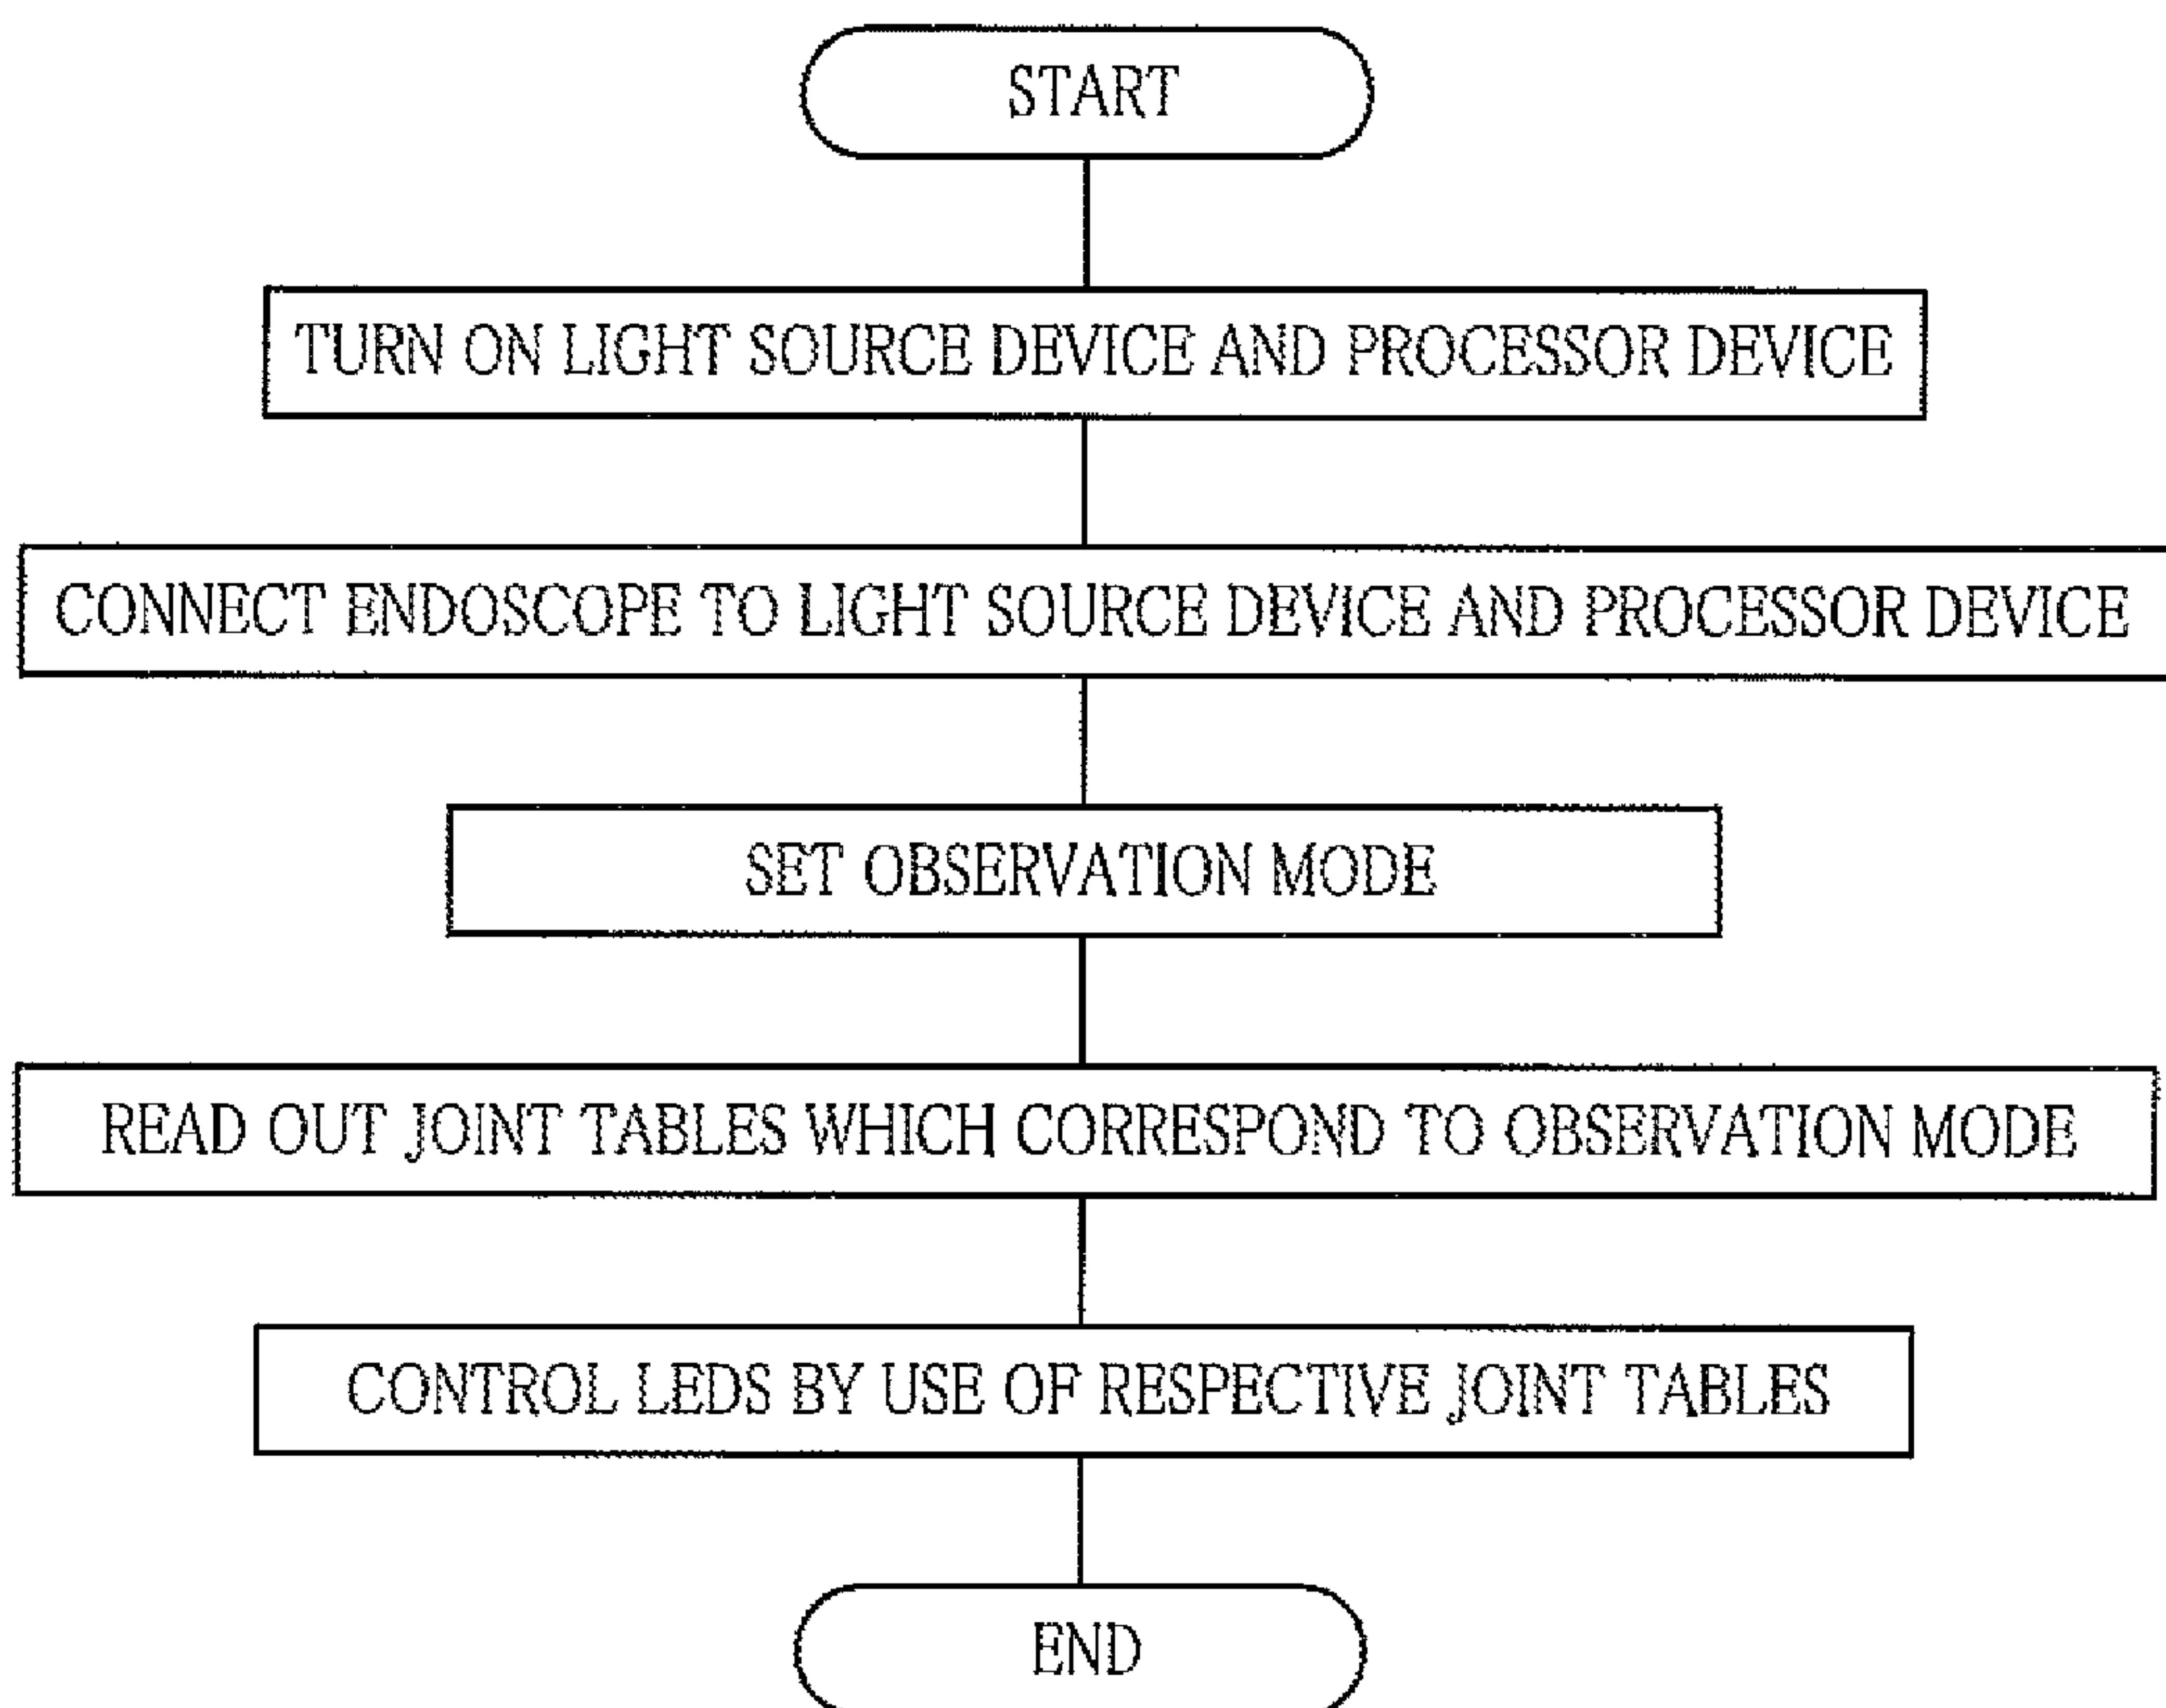 START
TURN ON LIGHT SOURCE DEVICE AND PROCESSOR DEVICE
CONNECT ENDOSCOPE TO LIGHT SOURCE DEVICE AND PROCESSOR DEVICE
SET OBSERVATION MODE
READ OUT JOINT TABLES WHICH CORRESPOND TO OBSERVATION MODE
CONTROL LEDS BY USE OF RESPECTIVE JOINT TABLES
END